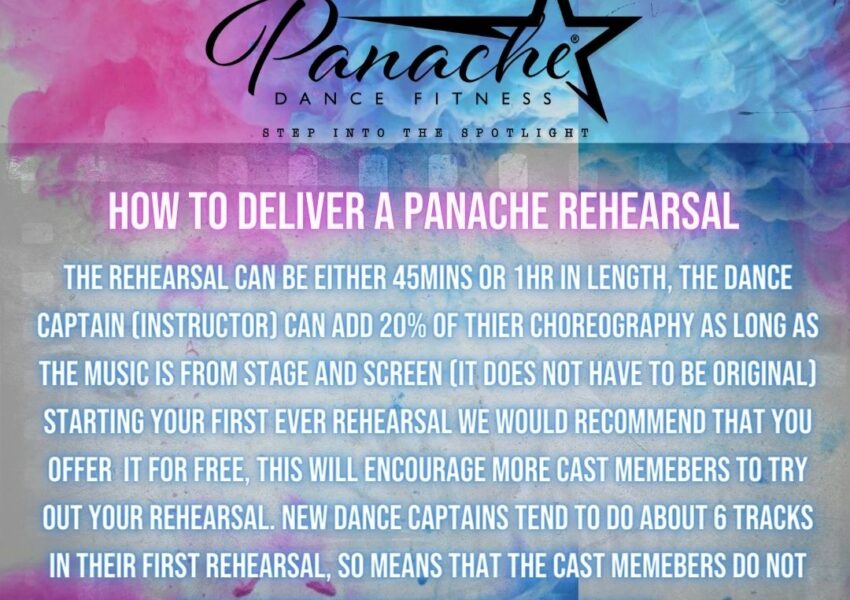 Panache®
DANCE FITNESS
STEP INTO THE SPOTLIGHT
HOW TO DELIVER A PANACHE REHEARSAL
THE REHEARSAL CAN BE EITHER 45MINS OR 1HR IN LENGTH, THE DANCE
CAPTAIN (INSTRUCTOR) CAN ADD 20% OF THIER CHOREOGRAPHY AS LONG AS
THE MUSIC IS FROM STAGE AND SCREEN (IT DOES NOT HAVE TO BE ORIGINAL)
STARTING YOUR FIRST EVER REHEARSAL WE WOULD RECOMMEND THAT YOU
OFFER IT FOR FREE, THIS WILL ENCOURAGE MORE CAST MEMEBERS TO TRY
OUT YOUR REHEARSAL. NEW DANCE CAPTAINS TEND TO DO ABOUT 6 TRACKS
IN THEIR FIRST REHEARSAL, SO MEANS THAT THE CAST MEMEBERS DO NOT